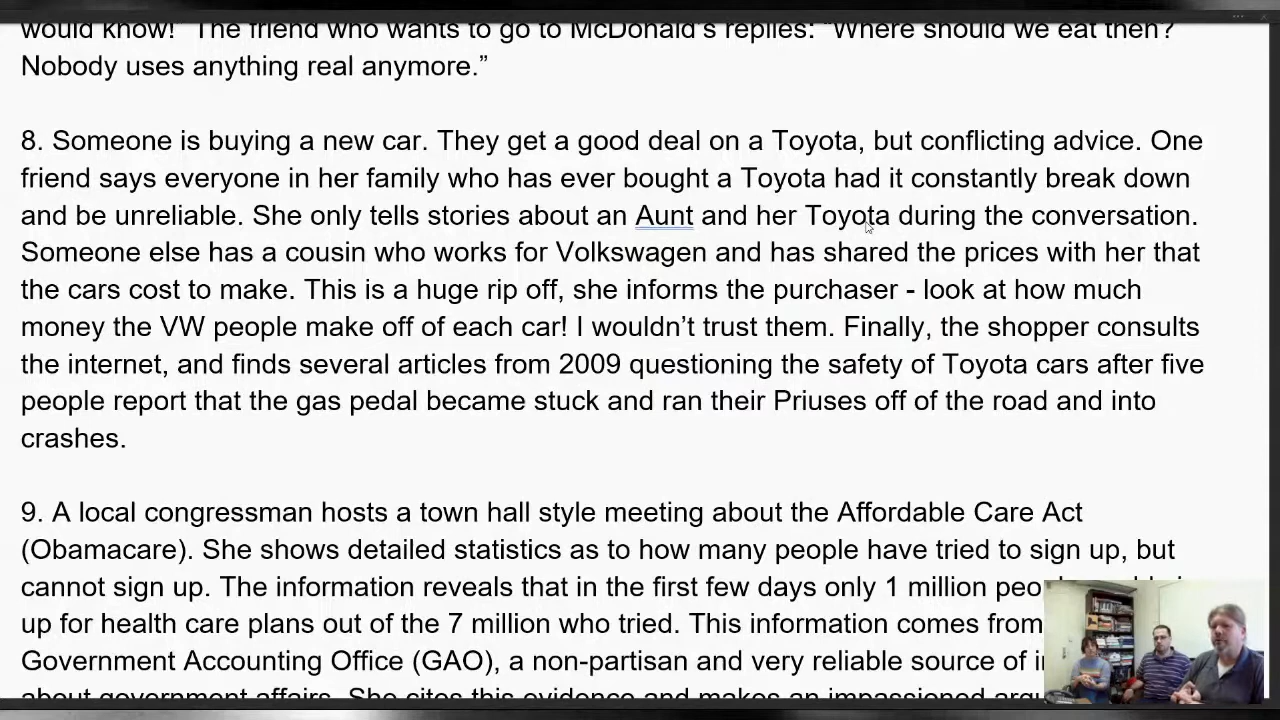 would know!" The friend who wants to go to McDonald's replies: "Where should we eat then?
Nobody uses anything real anymore.”
8. Someone is buying a new car. They get a good deal on a Toyota, but conflicting advice. One
friend says everyone in her family who has ever bought a Toyota had it constantly break down
and be unreliable. She only tells stories about an Aunt and her Toyota during the conversation.
Someone else has a cousin who works for Volkswagen and has shared the prices with her that
the cars cost to make. This is a huge rip off, she informs the purchaser - look at how much
money the VW people make off of each car! I wouldn’t trust them. Finally, the shopper consults
the internet, and finds several articles from 2009 questioning the safety of Toyota cars after five
people report that the gas pedal became stuck and ran their Priuses off of the road and into
crashes.
9. A local congressman hosts a town hall style meeting about the Affordable Care Act
(Obamacare). She shows detailed statistics as to how many people have tried to sign up, but
cannot sign up. The information reveals that in the first few days only 1 million
up for health care plans out of the 7 million who tried. This information comes from
Government Accounting Office (GAO), a non-partisan and very reliable source of
about government affairs. She cites this evidence and makes an impassioned